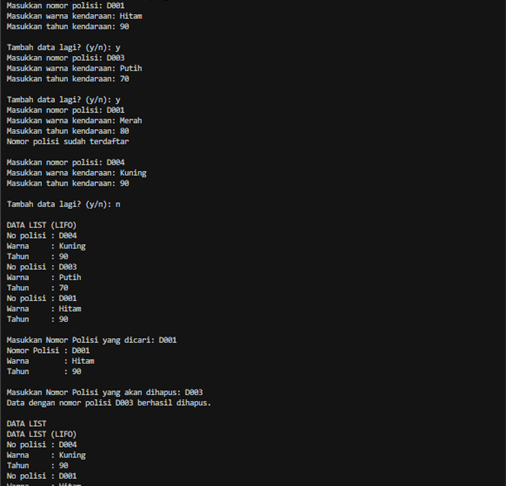 Masukkan nomor polisi: D001
Masukkan warna kendaraan: Hitam
Masukkan tahun kendaraan: 90
Tambah data lagi? (y/n): y
Masukkan nomor polisi: D003
Masukkan warna kendaraan: Putih
Masukkan tahun kendaraan: 70
Tambah data lagi? (y/n): y
Masukkan nomor polisi: D001
Masukkan warna kendaraan: Merah
Masukkan tahun kendaraan: 80
Nomor polisi sudah terdaftar
Masukkan nomor polisi: D004
Masukkan warna kendaraan: Kuning
Masukkan tahun kendaraan: 90
Tambah data lagi? (y/n): n
DATA LIST (LIFO)
No polisi : D004
Warna : Kuning
Tahun : 90
No polisi : D003
Warna : Putih
Tahun : 70
No polisi : D001
Warna : Hitam
Tahun : 90
Masukkan Nomor Polisi yang dicari: D001
Nomor Polisi : D001
Warna : Hitam
Tahun : 90
Masukkan Nomor Polisi yang akan dihapus: D003
Data dengan nomor polisi D003 berhasil dihapus.
DATA LIST
DATA LIST (LIFO)
No polisi : D004
Warna : Kuning
Tahun : 90
No polisi : D001
Warna : Hitam